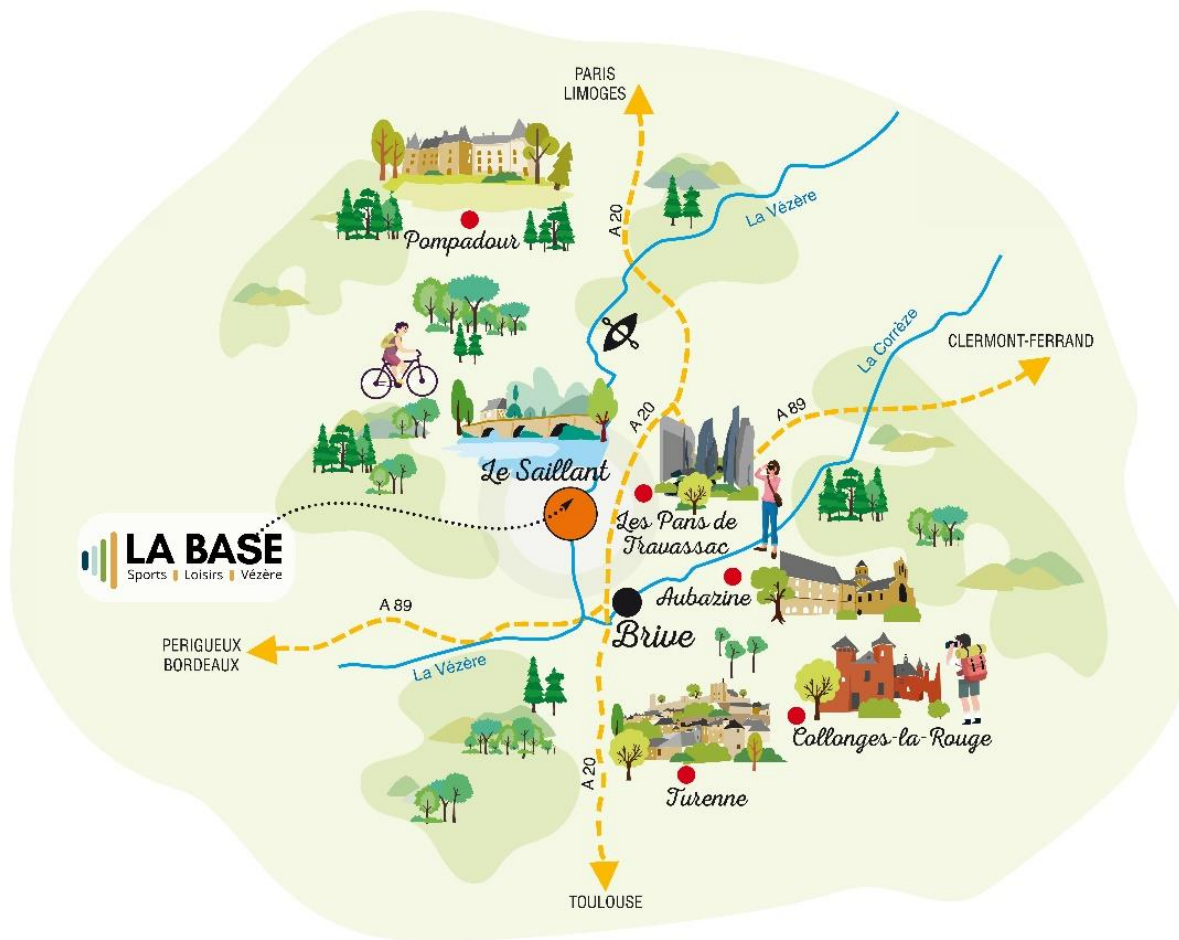 PARIS
LIMOGES
A 20
La Vézère
Pompadour
La Corrèze
CLERMONT-FERRAND
A 20
A 89
Le Saillant
Les Pans de
Travassac
LA BASE
Sports Loisirs Vézère
Aubazine
A 89
Brive
PERIGUEUX
BORDEAUX
La Vézère
Collonges-la-Rouge
A 20
Turenne
TOULOUSE